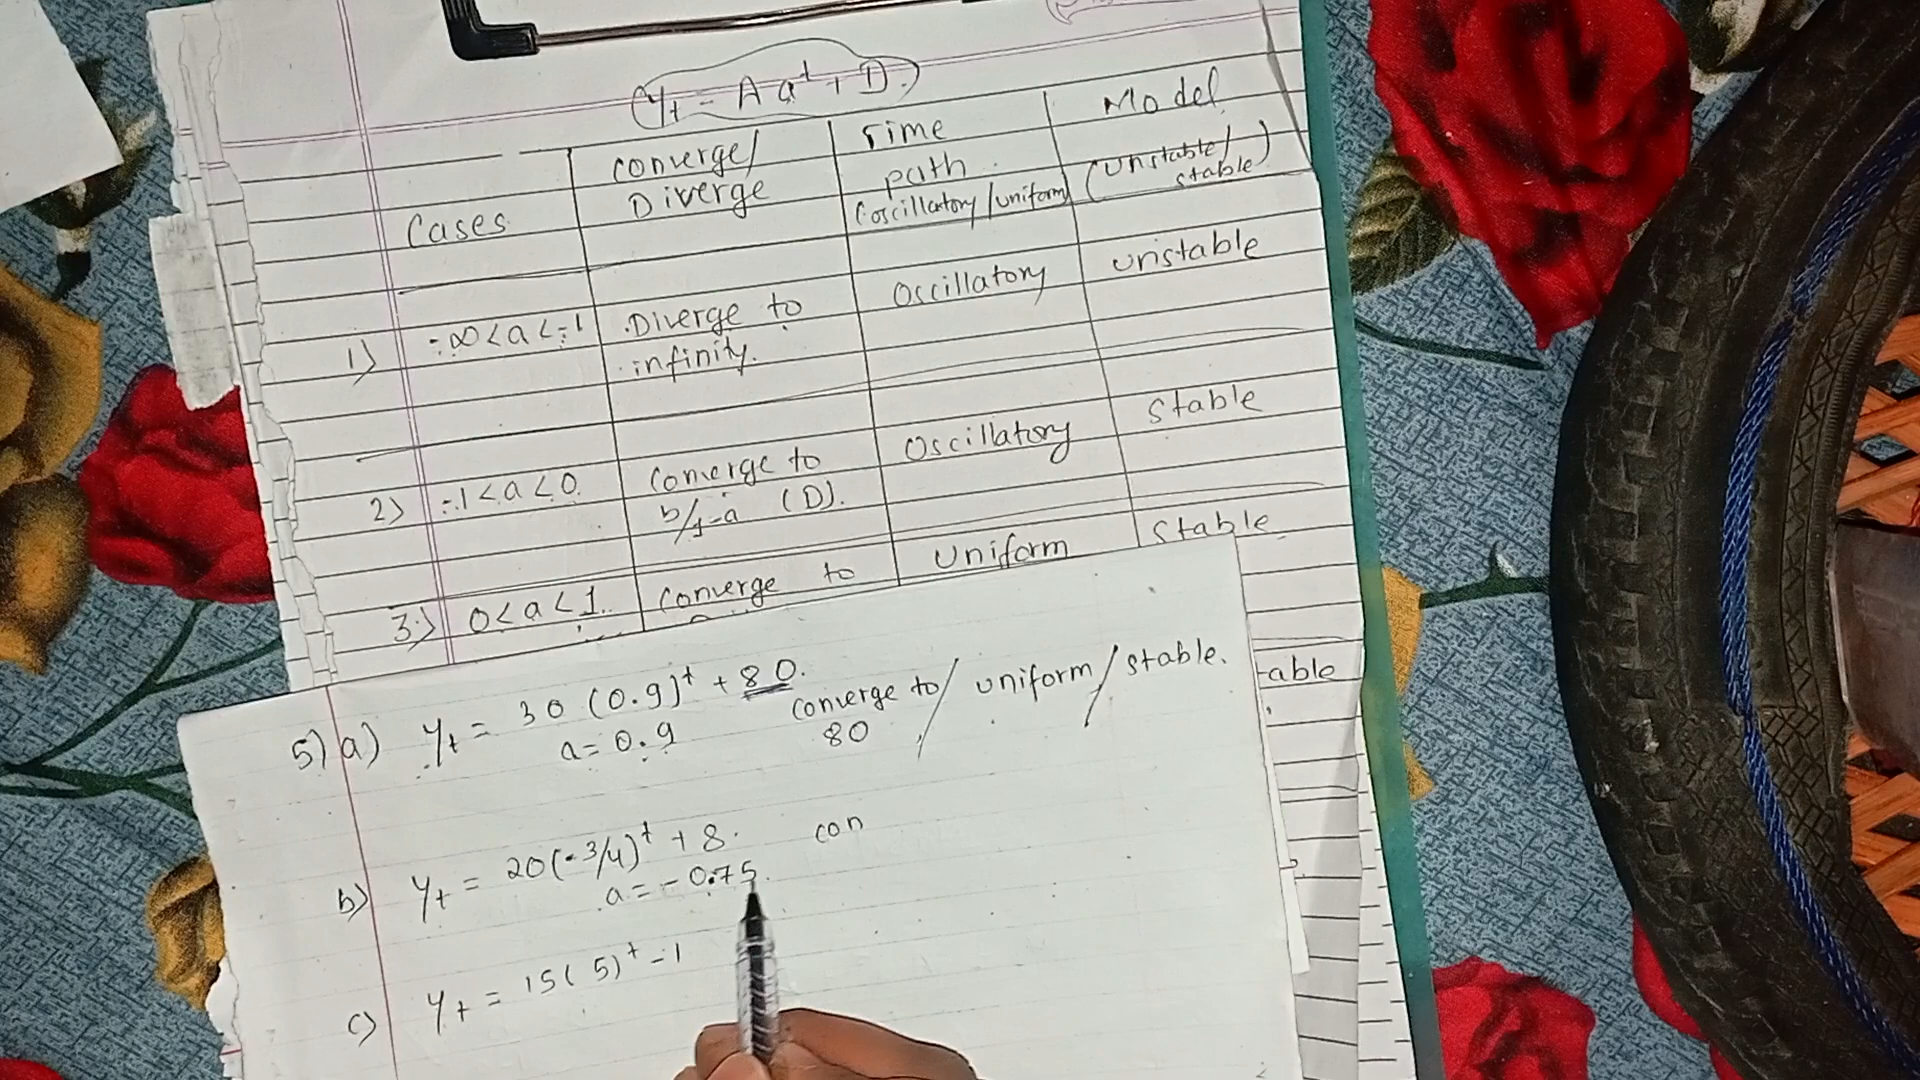 (yt = A a^t + D.)
Cases.
converge/
Diverge
Time
path.
(oscillatory/uniform)
Model
(unstable/
stable)
1) -∞<a<-1
Diverge to
infinity.
Oscillatory
unstable
2) -1<a<0
Converge to
b/1-a (D).
Oscillatory
Stable
3) 0<a<1.
Converge to
Uniform
Stable
table
5) a) yt = 30 (0.9)^t + 80.
a = 0.9
converge to / uniform / stable.
80
b) yt = 20(-3/4)^t + 8. con
a = -0.75.
c) yt = 15(5)^t - 1